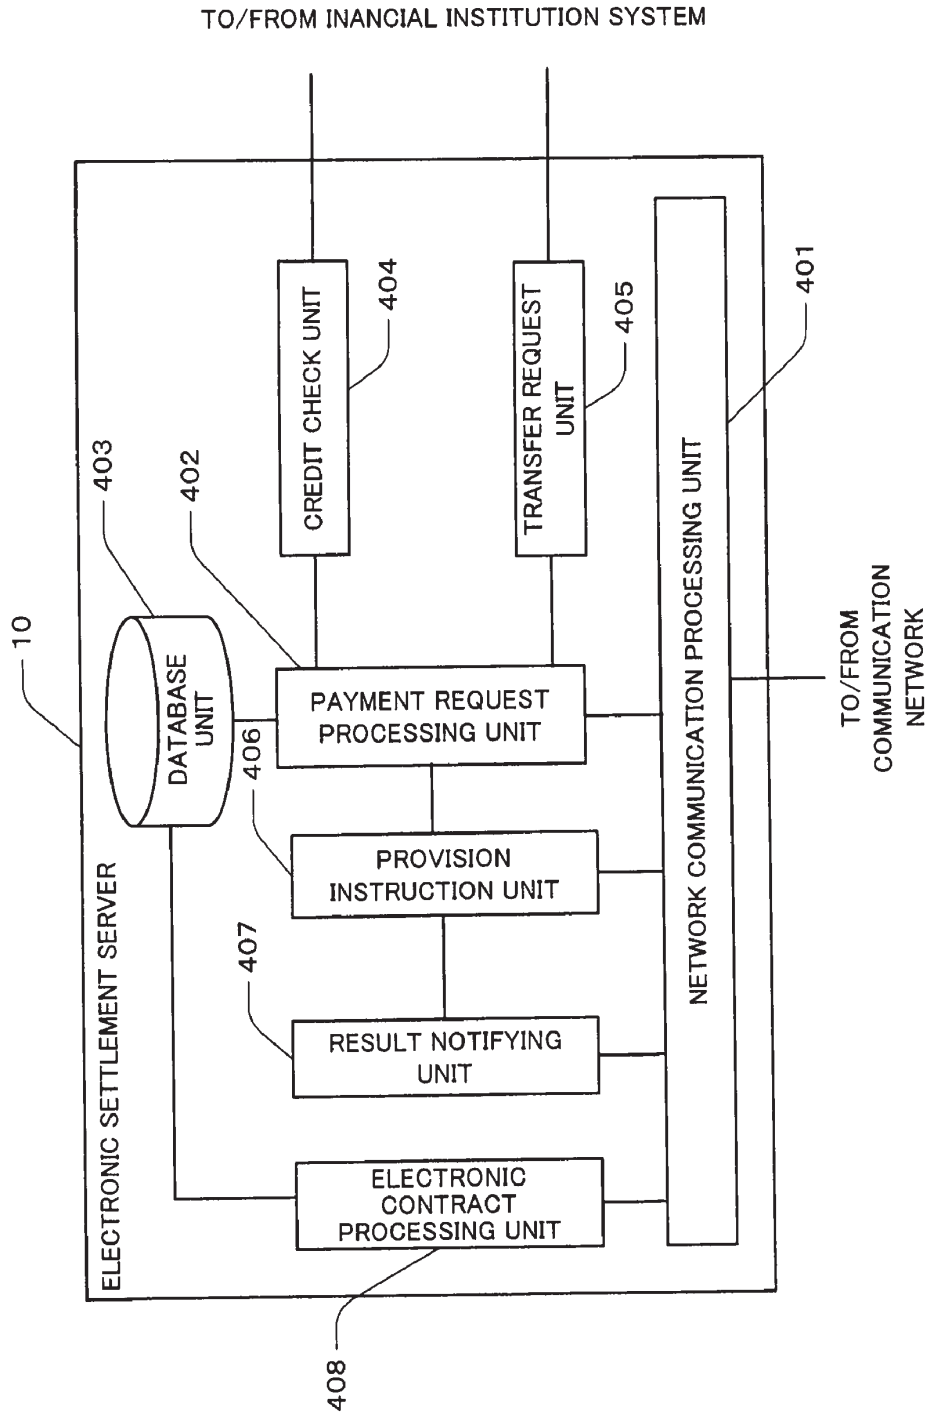 TO/FROM INANCIAL INSTITUTION SYSTEM
10
ELECTRONIC SETTLEMENT SERVER
403
DATABASE
UNIT
402
404
CREDIT CHECK UNIT
406
PAYMENT REQUEST
PROCESSING UNIT
405
TRANSFER REQUEST
UNIT
PROVISION
INSTRUCTION UNIT
407
RESULT NOTIFYING
UNIT
401
NETWORK COMMUNICATION PROCESSING UNIT
ELECTRONIC
CONTRACT
PROCESSING UNIT
408
TO/FROM
COMMUNICATION
NETWORK